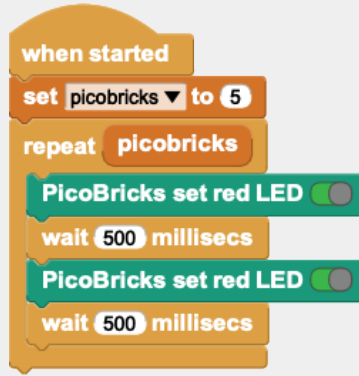 when started
set picobricks to 5
repeat picobricks
PicoBricks set red LED
wait 500 millisecs
PicoBricks set red LED
wait 500 millisecs